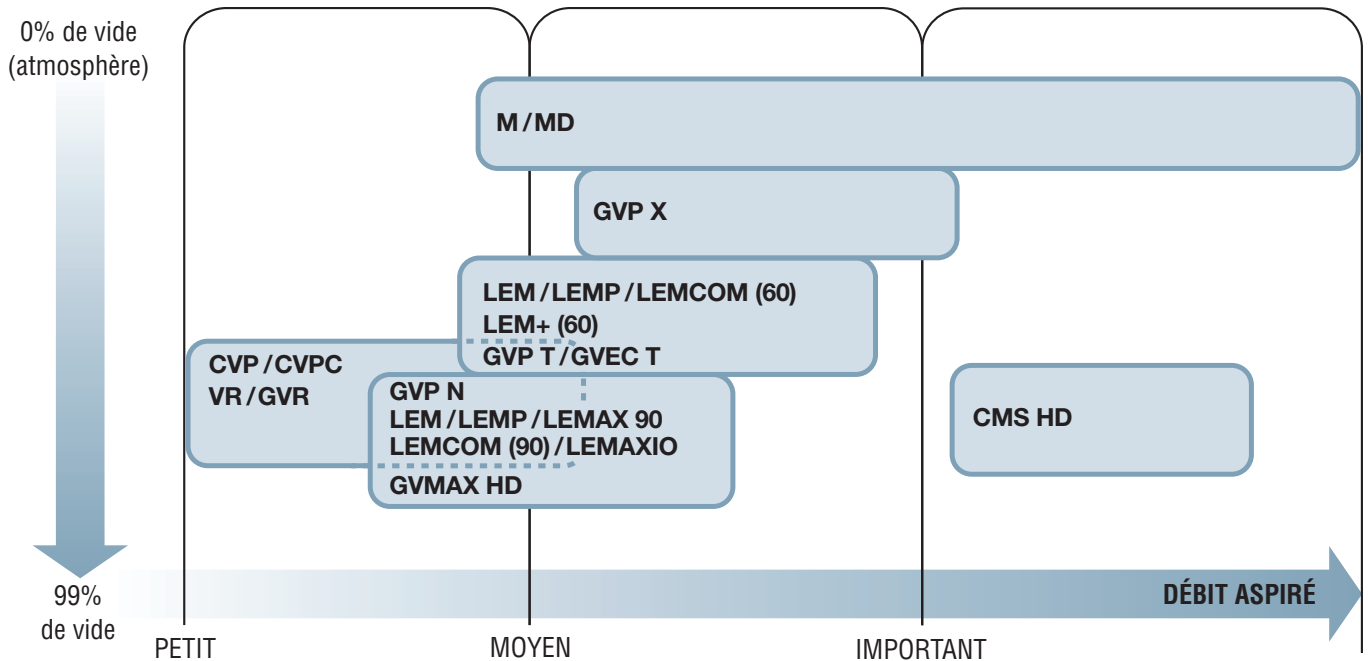 0% de vide
(atmosphère)
M / MD
GVP X
LEM / LEMP / LEMCOM (60)
LEM+ (60)
GVP T / GVEC T
CVP / CVPC
VR / GVR
GVP N
LEM / LEMP / LEMAX 90
LEMCOM (90) / LEMAXIO
GVMAX HD
CMS HD
99%
de vide
DÉBIT ASPIRÉ
PETIT
MOYEN
IMPORTANT